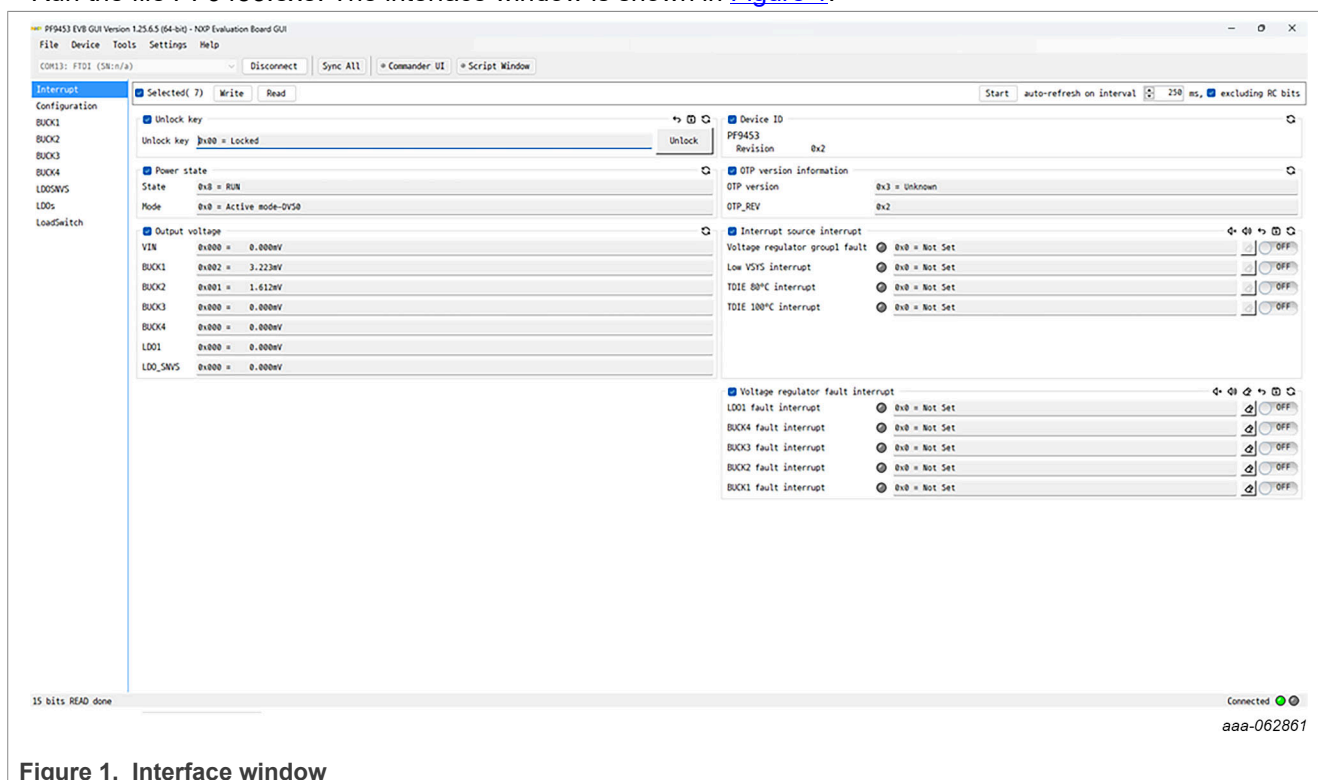 PF9453 EVB GUI Version 1.25.6.5 (64-bit) - NXP Evaluation Board GUI
File Device Tools Settings Help
COM13: FTDI (SN:n/a) Disconnect Sync All Commander UI Script Window
Interrupt
Configuration
BUCK1
BUCK2
BUCK3
BUCK4
LDOSNVS
LDOs
LoadSwitch
Selected( 7) Write Read Start auto-refresh on interval 250 ms, excluding RC bits
Unlock key
Unlock key 0x00 = Locked Unlock
Power state
State 0x8 = RUN
Mode 0x0 = Active mode-DVS0
Output voltage
VIN 0x000 = 0.000mV
BUCK1 0x002 = 3.223mV
BUCK2 0x001 = 1.612mV
BUCK3 0x000 = 0.000mV
BUCK4 0x000 = 0.000mV
LDO1 0x000 = 0.000mV
LDO_SNVS 0x000 = 0.000mV
Device ID
PF9453
Revision 0x2
OTP version information
OTP version 0x3 = Unknown
OTP_REV 0x2
Interrupt source interrupt
Voltage regulator group1 fault 0x0 = Not Set OFF
Low VSYS interrupt 0x0 = Not Set OFF
TDIE 80°C interrupt 0x0 = Not Set OFF
TDIE 100°C interrupt 0x0 = Not Set OFF
Voltage regulator fault interrupt
LDO1 fault interrupt 0x0 = Not Set OFF
BUCK4 fault interrupt 0x0 = Not Set OFF
BUCK3 fault interrupt 0x0 = Not Set OFF
BUCK2 fault interrupt 0x0 = Not Set OFF
BUCK1 fault interrupt 0x0 = Not Set OFF
15 bits READ done Connected
aaa-062861
Figure 1. Interface window